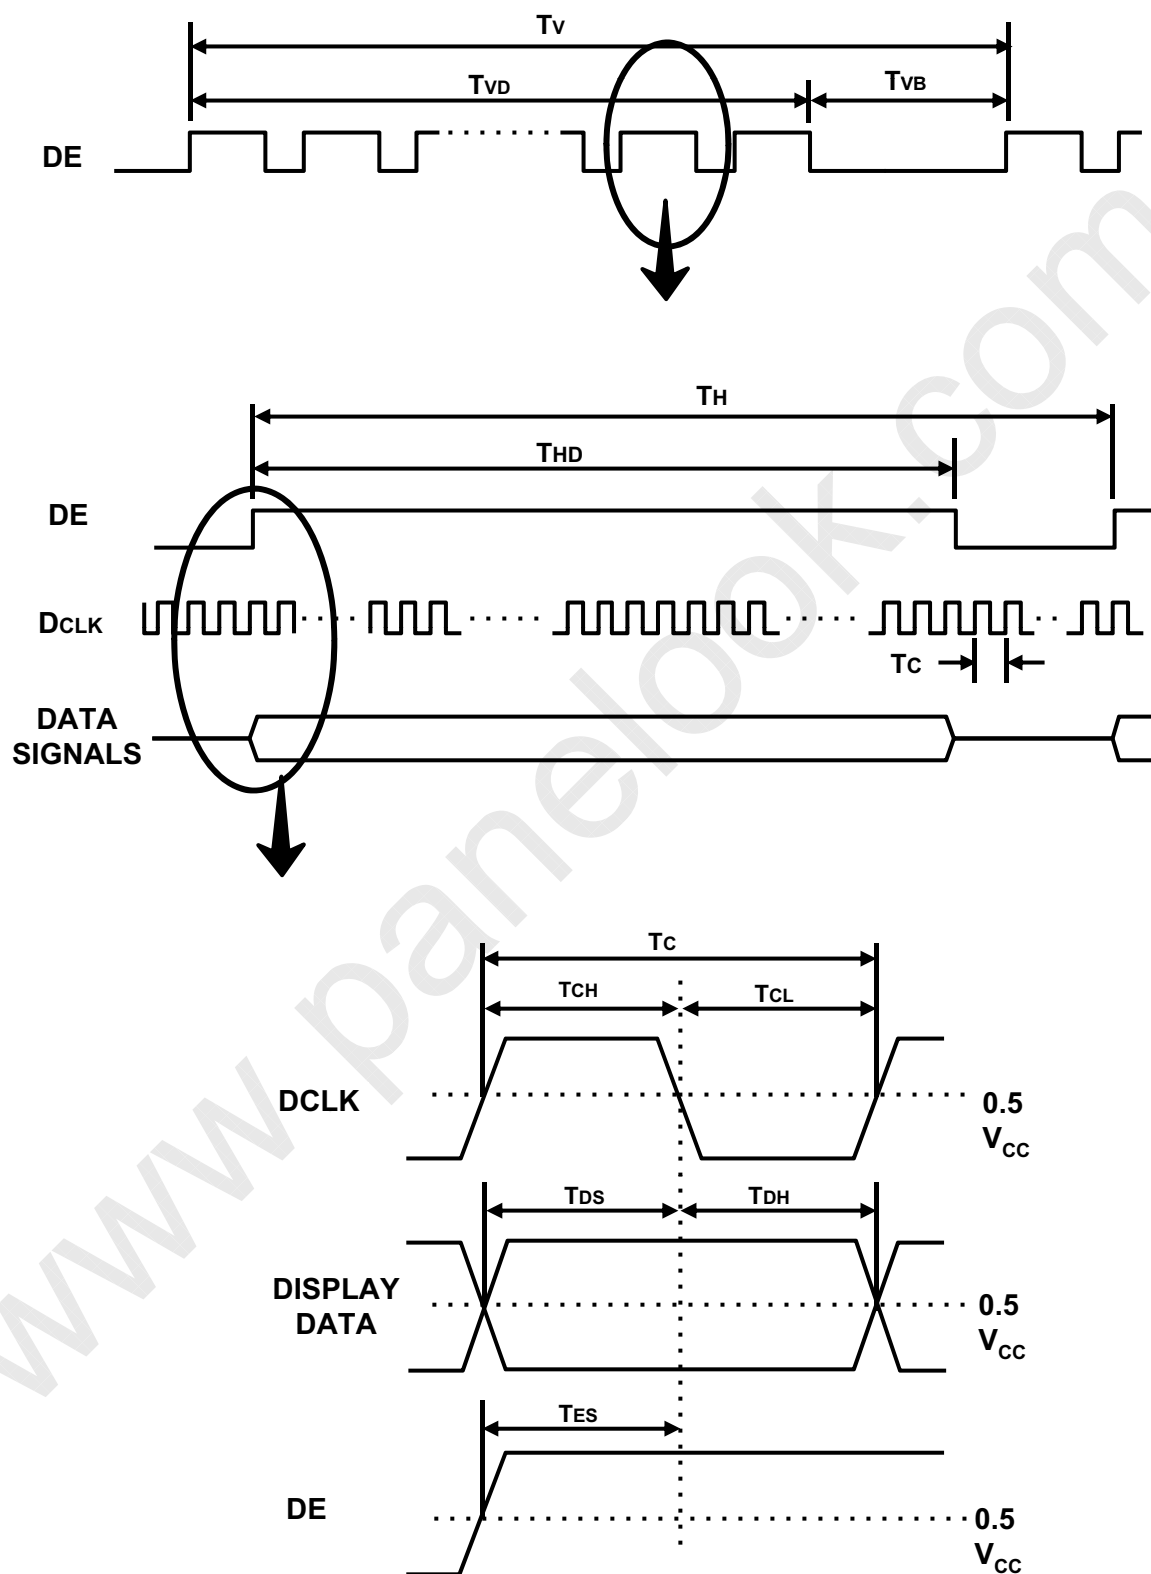 TV
TVD
TVB
DE
TH
THD
DE
DCLK
TC
DATA
SIGNALS
TC
TCH
TCL
DCLK
0.5
VCC
TDS
TDH
DISPLAY
DATA
0.5
VCC
TES
DE
0.5
VCC
www.panelook.com